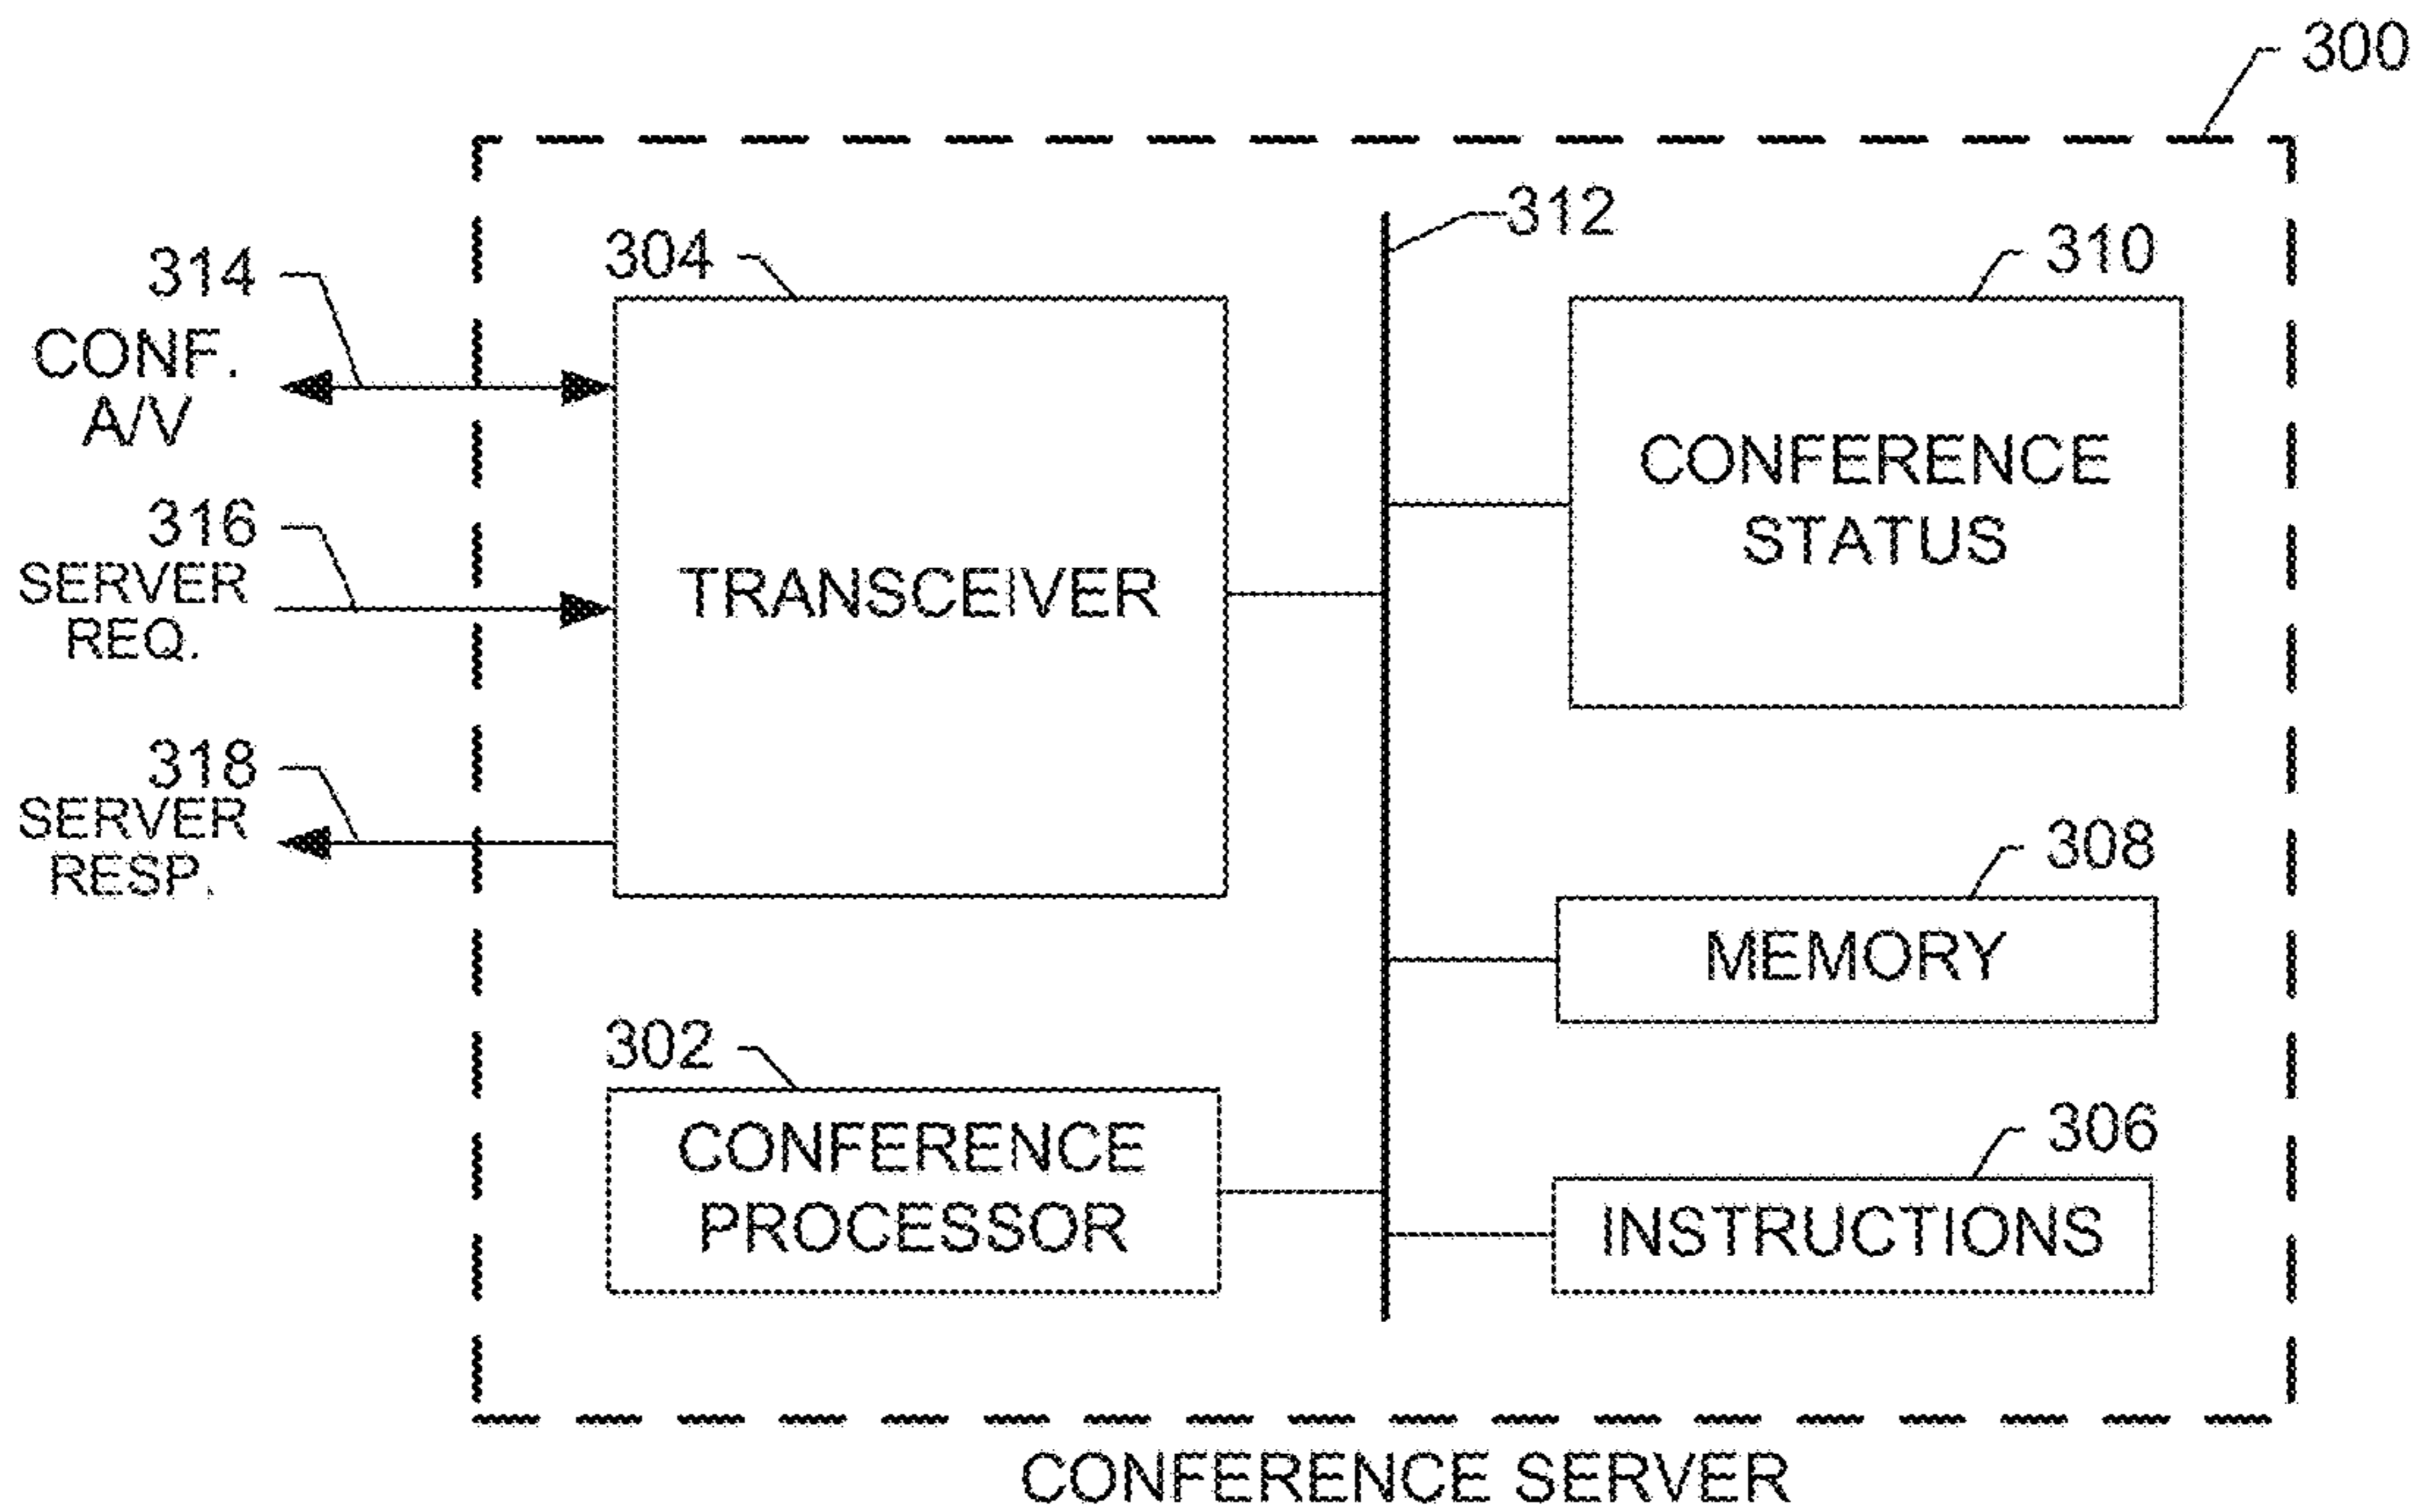 300
312
304
310
314
CONF.
A/V
CONFERENCE
STATUS
316
SERVER
REQ.
TRANSCEIVER
318
SERVER
RESP.
308
MEMORY
302
CONFERENCE
PROCESSOR
306
INSTRUCTIONS
CONFERENCE SERVER